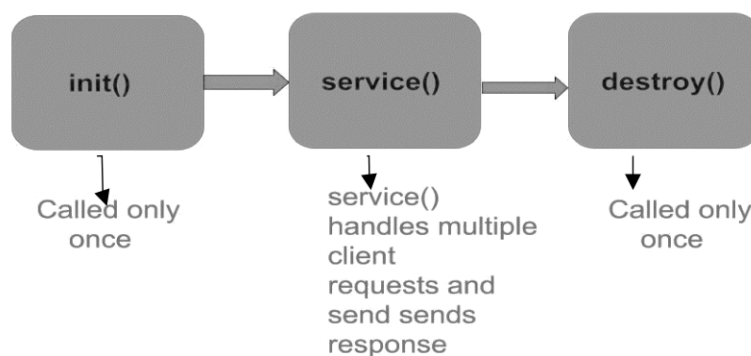 init()
service()
destroy()
Called only
once
service()
handles multiple
client
requests and
send sends
response
Called only
once